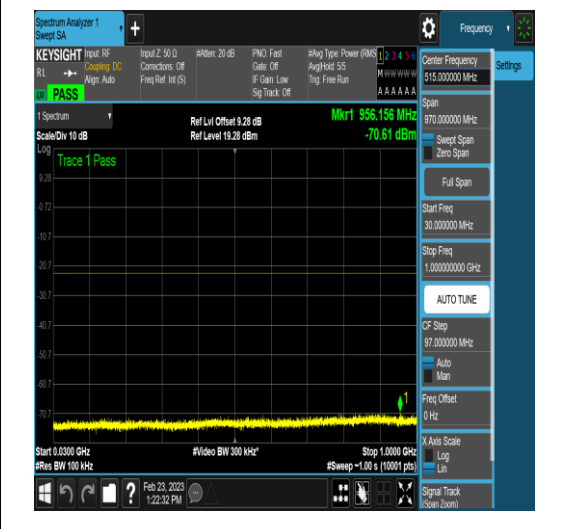 Spectrum Analyzer 1
Swept SA
+
Frequency
KEYSIGHT
RL
LXI
PASS
Input: RF
Coupling: DC
Align: Auto
Input Z: 50 Ω
Corrections: Off
Freq Ref: Int (S)
#Atten: 20 dB
PNO: Fast
Gate: Off
IF Gain: Low
Sig Track: Off
#Avg Type: Power (RMS
Avg|Hold: 5/5
Trig: Free Run
1 2 3 4 5 6
M W W W W W
A A A A A A
Center Frequency
515.000000 MHz
Settings
Span
970.000000 MHz
Swept Span
Zero Span
Full Span
Start Freq
30.000000 MHz
Stop Freq
1.000000000 GHz
AUTO TUNE
CF Step
97.000000 MHz
Auto
Man
Freq Offset
0 Hz
X Axis Scale
Log
Lin
Signal Track
(Span Zoom)
1 Spectrum
Scale/Div 10 dB
Ref Lvl Offset 9.28 dB
Ref Level 19.28 dBm
Mkr1 956.156 MHz
-70.61 dBm
Log
Trace 1 Pass
9.28
-0.72
-10.7
-20.7
-30.7
-40.7
-50.7
-60.7
-70.7
1
Start 0.0300 GHz
#Res BW 100 kHz
#Video BW 300 kHz*
Stop 1.0000 GHz
#Sweep ~1.00 s (10001 pts)
?
Feb 23, 2023
1:22:32 PM